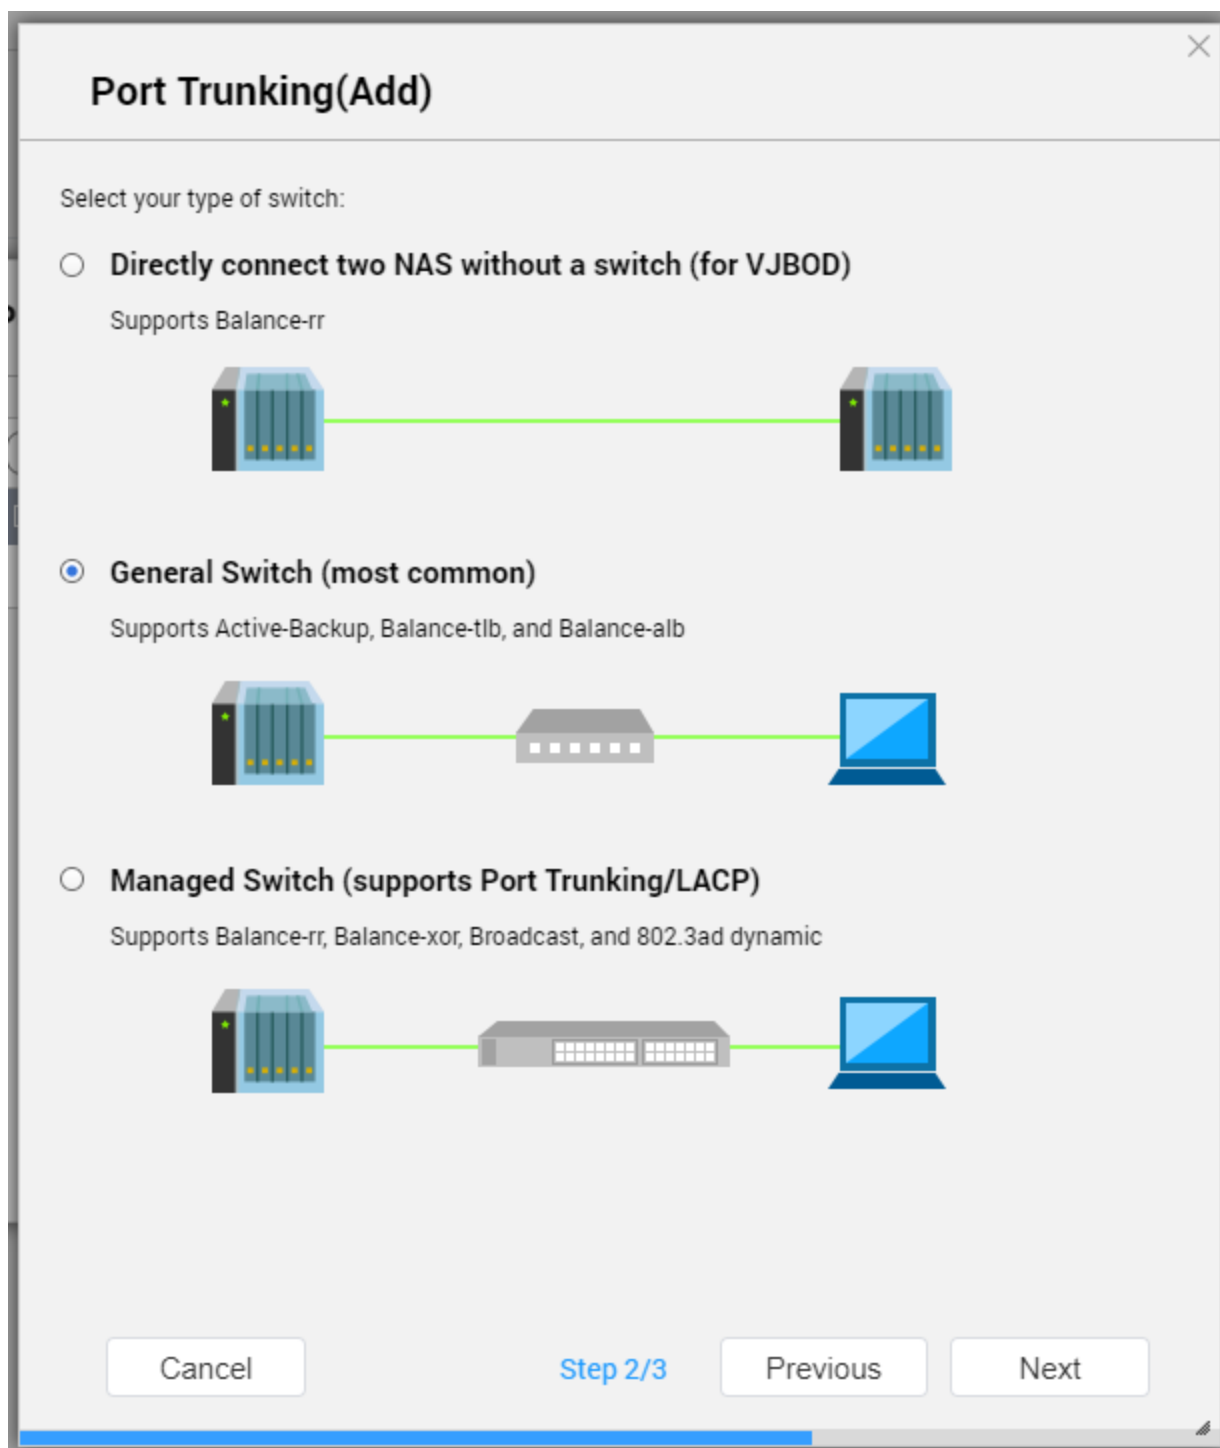 Port Trunking(Add)
Select your type of switch:
Directly connect two NAS without a switch (for VJBOD)
Supports Balance-rr
General Switch (most common)
Supports Active-Backup, Balance-tlb, and Balance-alb
Managed Switch (supports Port Trunking/LACP)
Supports Balance-rr, Balance-xor, Broadcast, and 802.3ad dynamic
Cancel
Step 2/3
Previous
Next